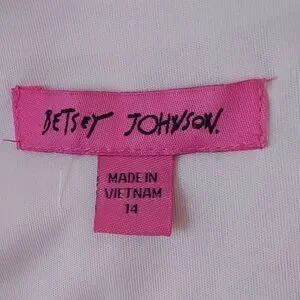 BETSEY JOHNSON.
MADE IN
VIETNAM
14